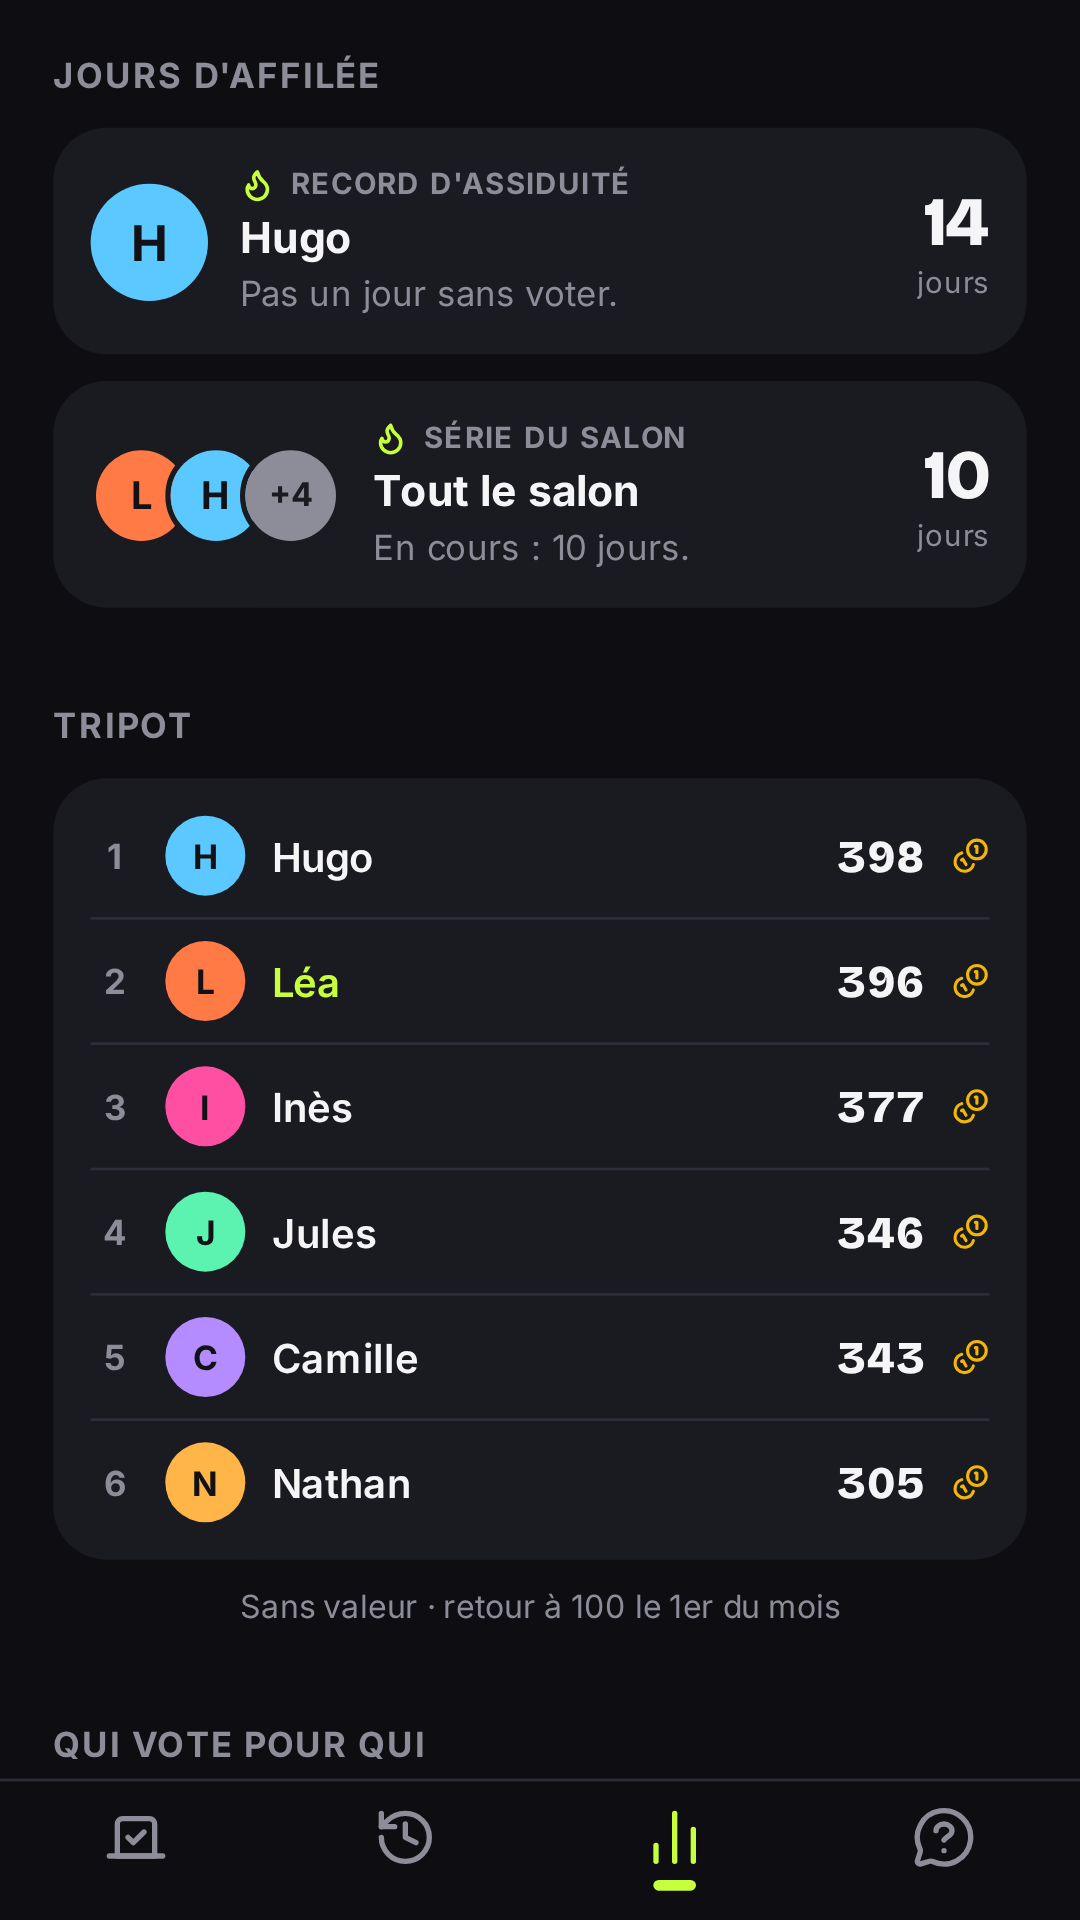 JOURS D'AFFILÉE
H
RECORD D'ASSIDUITÉ
Hugo
Pas un jour sans voter.
14
jours
L H +4
SÉRIE DU SALON
Tout le salon
En cours : 10 jours.
10
jours
TRIPOT
1 H Hugo 398
2 L Léa 396
3 I Inès 377
4 J Jules 346
5 C Camille 343
6 N Nathan 305
Sans valeur · retour à 100 le 1er du mois
QUI VOTE POUR QUI